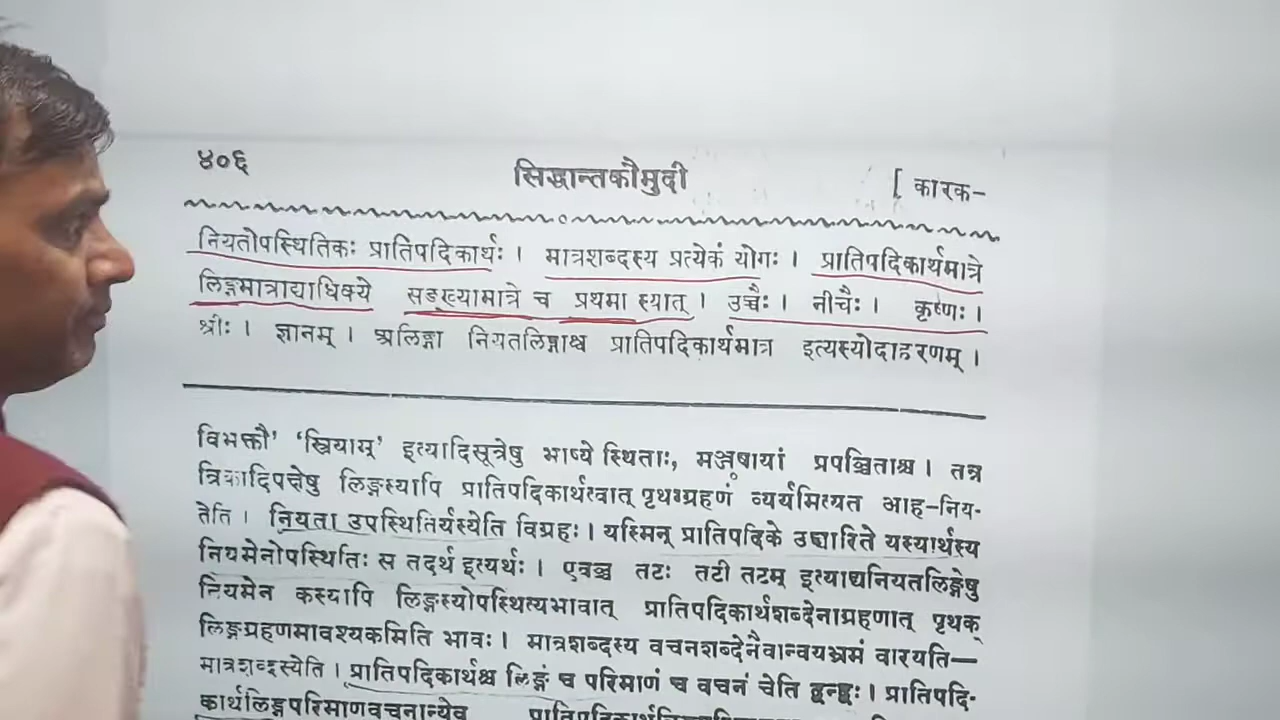 ४०६ सिद्धान्तकौमुदी [ कारक-
नियतोपस्थितिकः प्रातिपदिकार्थः । मात्रशब्दस्य प्रत्येकं योगः । प्रातिपदिकार्थमात्रे
लिङ्गमात्राद्याधिक्ये सङ्ख्यामात्रे च प्रथमा स्यात् । उच्चैः । नीचैः । कृष्णः ।
श्रीः । ज्ञानम् । अलिङ्गा नियतलिङ्गाश्च प्रातिपदिकार्थमात्र इत्यस्योदाहरणम् ।
विभक्तौ' 'स्त्रियाम्' इत्यादिसूत्रेषु भाष्ये स्थिताः, मञ्जूषायां प्रपञ्चिताश्च । तत्र
त्रिकादिपक्षेषु लिङ्गस्यापि प्रातिपदिकार्थत्वात् पृथग्ग्रहणं व्यर्थमित्यत आह-निय-
तेति । नियता उपस्थितिर्यस्येति विग्रहः । यस्मिन् प्रातिपदिके उच्चारिते यस्यार्थस्य
नियमेनोपस्थितिः स तदर्थ इत्यर्थः । एवञ्च तटः तटी तटम् इत्याद्यनियतलिङ्गेषु
नियमेन कस्यापि लिङ्गस्योपस्थित्यभावात् प्रातिपदिकार्थशब्देनाग्रहणात् पृथक्
लिङ्गग्रहणमावश्यकमिति भावः । मात्रशब्दस्य वचनशब्देनैवान्वयभ्रमं वारयति—
मात्रशब्दस्येति । प्रातिपदिकार्थश्च लिङ्गं च परिमाणं च वचनं चेति द्वन्द्वः । प्रातिपदि-
कार्थलिङ्गपरिमाणवचनान्येव